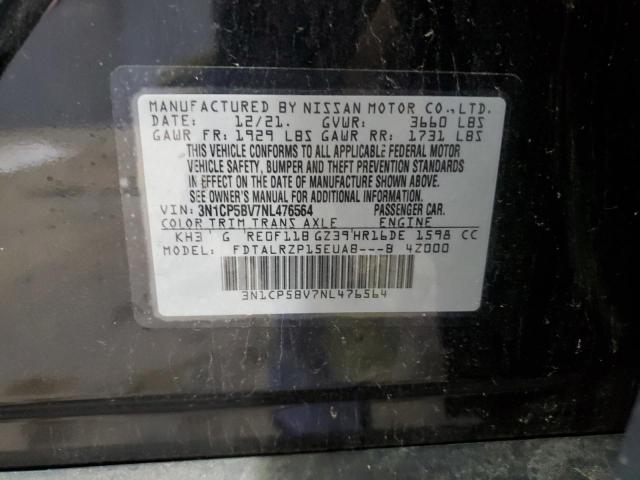 MANUFACTURED BY NISSAN MOTOR CO.,LTD.
DATE: 12/21. GVWR: 3660 LBS
GAWR FR: 1929 LBS GAWR RR: 1731 LBS
THIS VEHICLE CONFORMS TO ALL APPLICABLE FEDERAL MOTOR
VEHICLE SAFETY, BUMPER AND THEFT PREVENTION STANDARDS
IN EFFECT ON THE DATE OF MANUFACTURE SHOWN ABOVE.
SEE OWNER'S MANUAL FOR ADDITIONAL INFORMATION.
VIN: 3N1CP5BV7NL476564 PASSENGER CAR.
COLOR TRIM TRANS AXLE ENGINE
KH3 G RE0F11B GZ39 HR16DE 1598 CC
MODEL: FDTALRZP15EUA8---B 4Z000
3N1CP5BV7NL476564